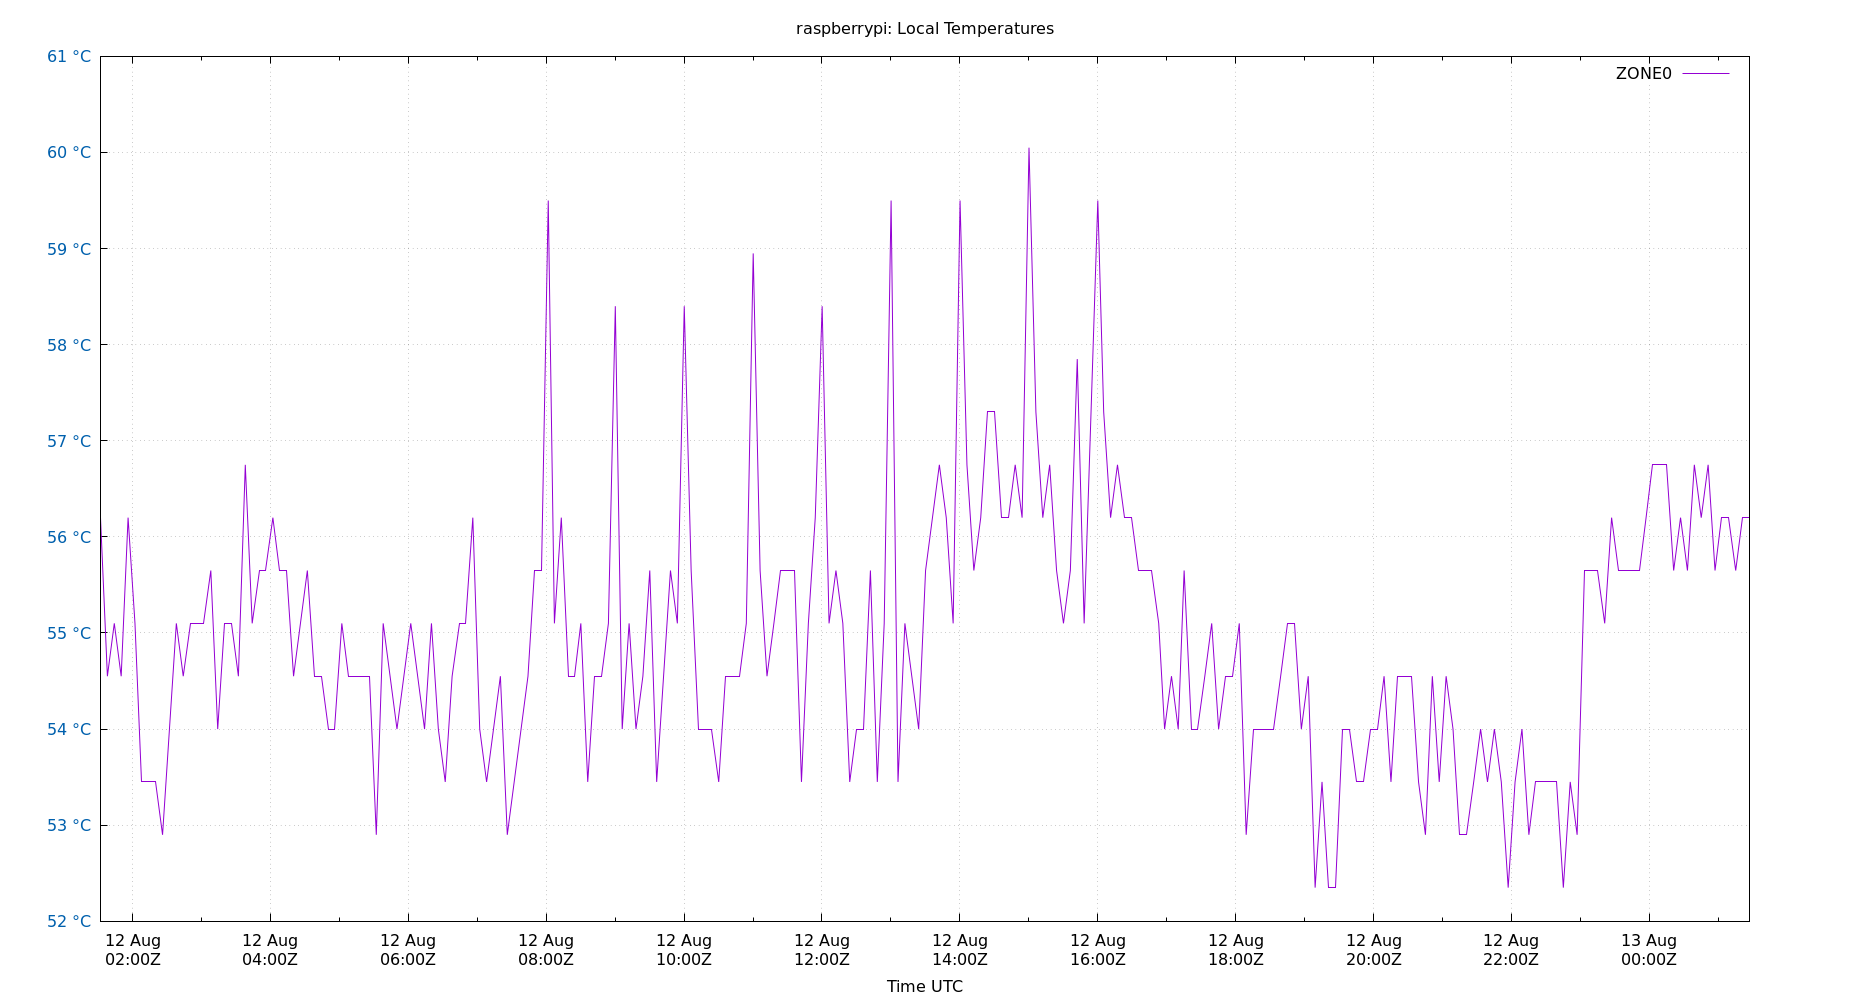 raspberrypi: Local Temperatures
61 °C
ZONE0
60 °C
59 °C
58 °C
57 °C
56 °C
55 °C
54 °C
53 °C
52 °C
12 Aug 12 Aug 12 Aug 12 Aug 12 Aug 12 Aug 12 Aug 12 Aug 12 Aug 12 Aug 12 Aug 13 Aug
02:00Z 04:00Z 06:00Z 08:00Z 10:00Z 12:00Z 14:00Z 16:00Z 18:00Z 20:00Z 22:00Z 00:00Z
Time UTC